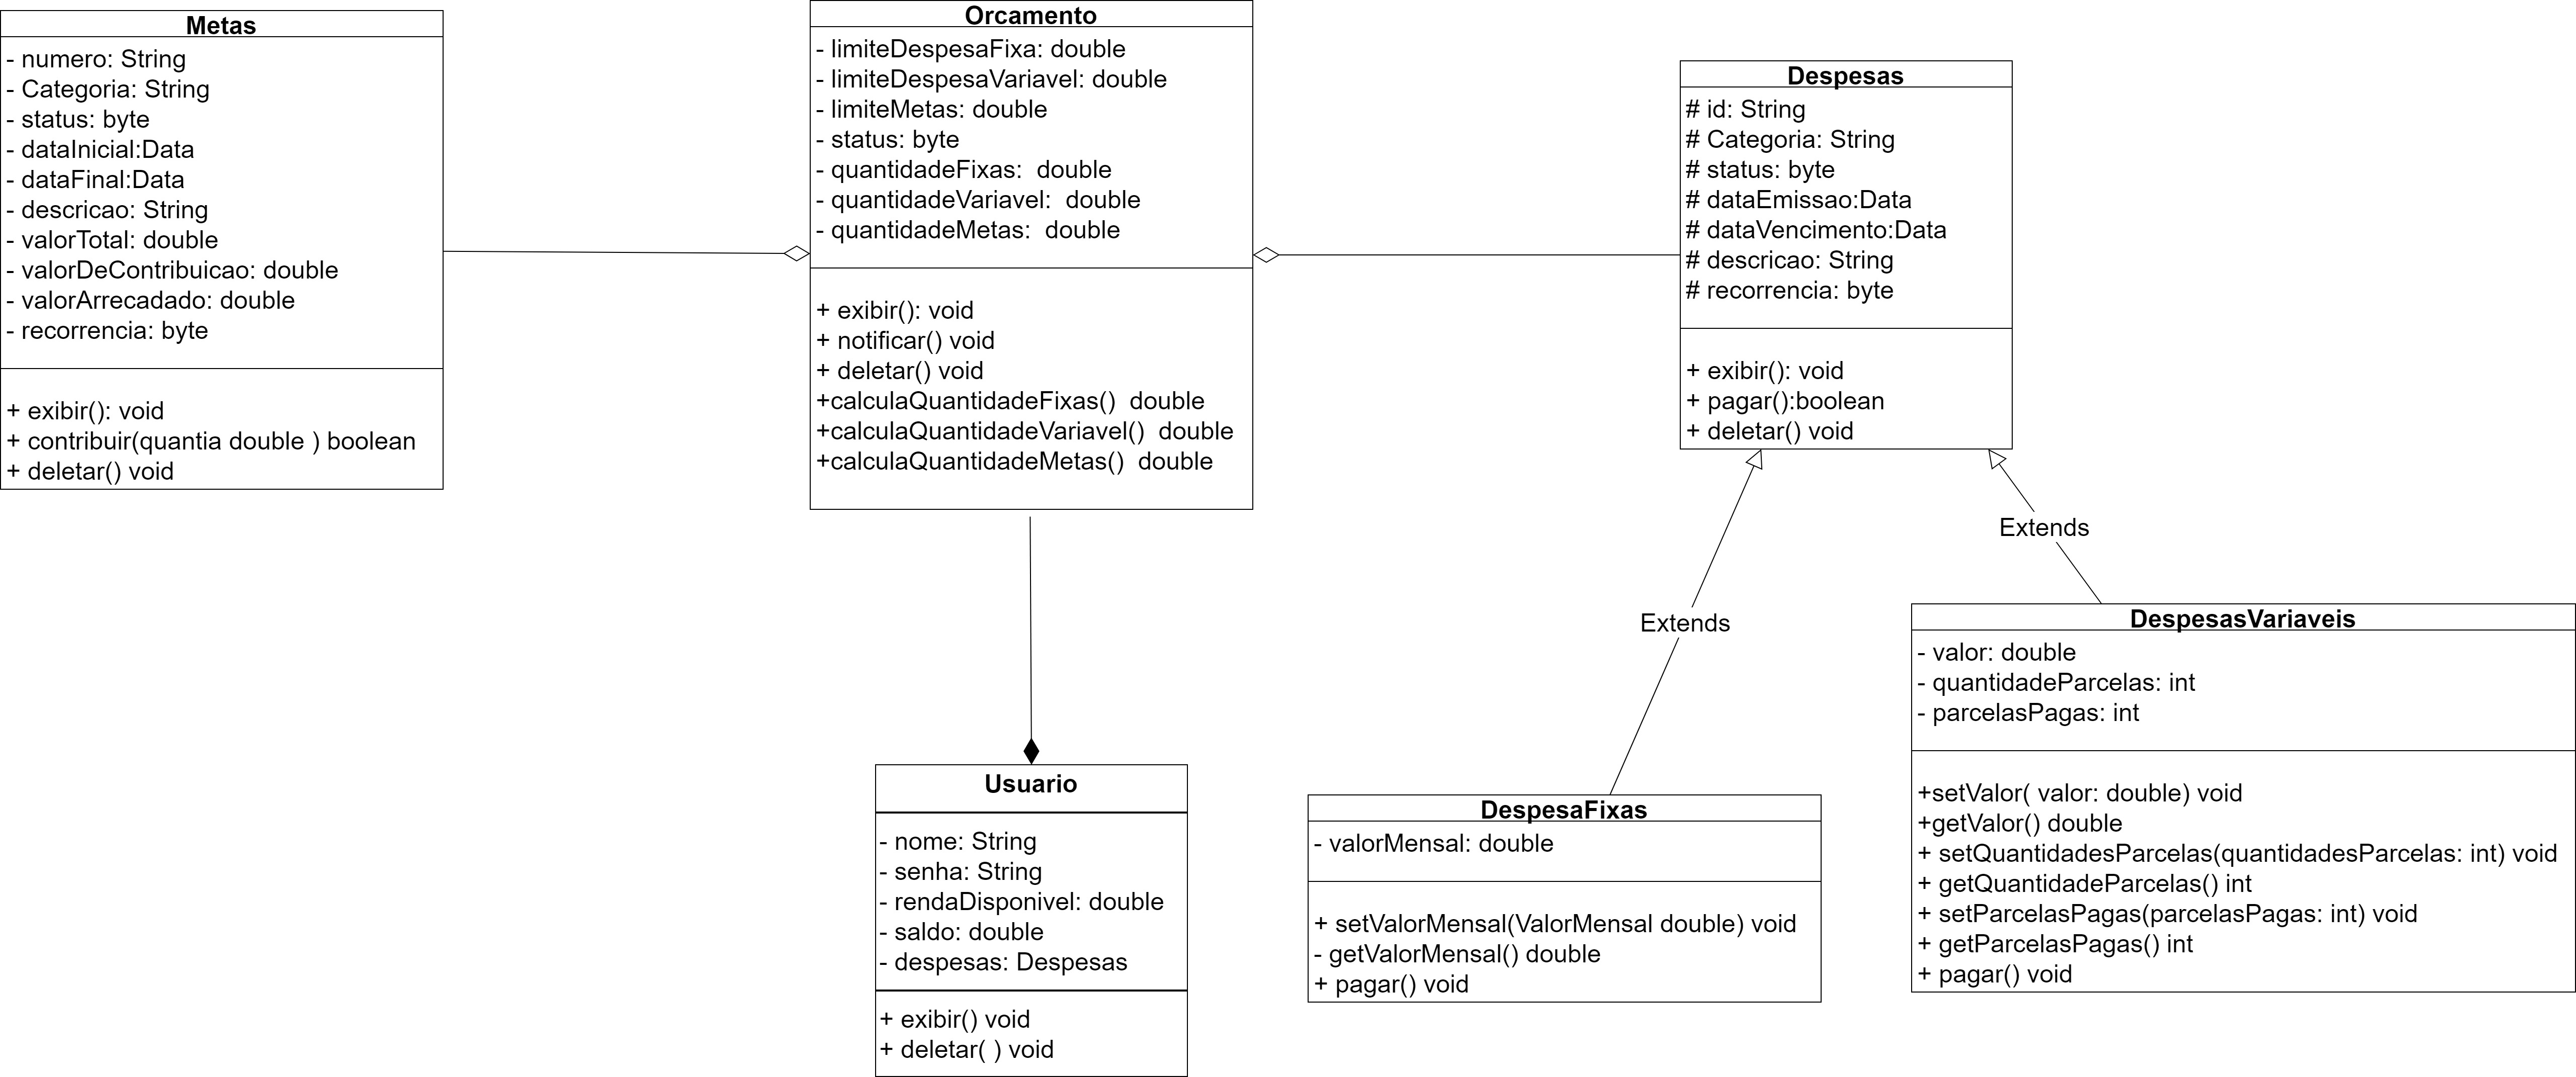 Metas
- numero: String
- Categoria: String
- status: byte
- dataInicial:Data
- dataFinal:Data
- descricao: String
- valorTotal: double
- valorDeContribuicao: double
- valorArrecadado: double
- recorrencia: byte
+ exibir(): void
+ contribuir(quantia double ) boolean
+ deletar() void
Orcamento
- limiteDespesaFixa: double
- limiteDespesaVariavel: double
- limiteMetas: double
- status: byte
- quantidadeFixas:  double
- quantidadeVariavel:  double
- quantidadeMetas:  double
+ exibir(): void
+ notificar() void
+ deletar() void
+calculaQuantidadeFixas()  double
+calculaQuantidadeVariavel()  double
+calculaQuantidadeMetas()  double
Despesas
# id: String
# Categoria: String
# status: byte
# dataEmissao:Data
# dataVencimento:Data
# descricao: String
# recorrencia: byte
+ exibir(): void
+ pagar():boolean
+ deletar() void
Extends
Extends
Usuario
- nome: String
- senha: String
- rendaDisponivel: double
- saldo: double
- despesas: Despesas
+ exibir() void
+ deletar( ) void
DespesaFixas
- valorMensal: double
+ setValorMensal(ValorMensal double) void
- getValorMensal() double
+ pagar() void
DespesasVariaveis
- valor: double
- quantidadeParcelas: int
- parcelasPagas: int
+setValor( valor: double) void
+getValor() double
+ setQuantidadesParcelas(quantidadesParcelas: int) void
+ getQuantidadeParcelas() int
+ setParcelasPagas(parcelasPagas: int) void
+ getParcelasPagas() int
+ pagar() void